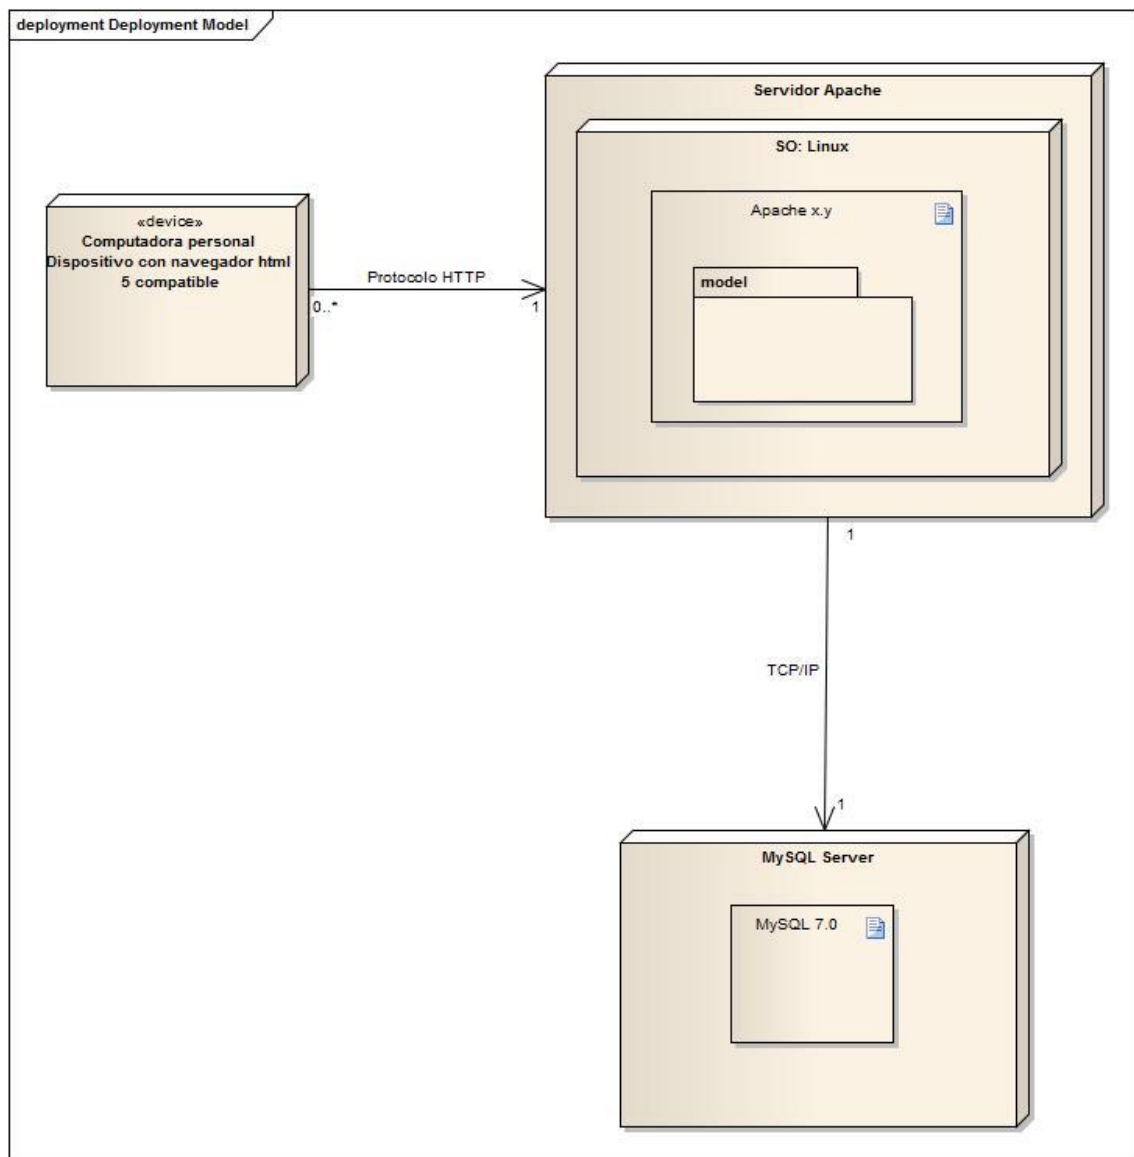 deployment Deployment Model
Servidor Apache
SO: Linux
Apache x.y
model
«device»
Computadora personal
Dispositivo con navegador html
5 compatible
Protocolo HTTP
0..*
1
1
TCP/IP
1
MySQL Server
MySQL 7.0